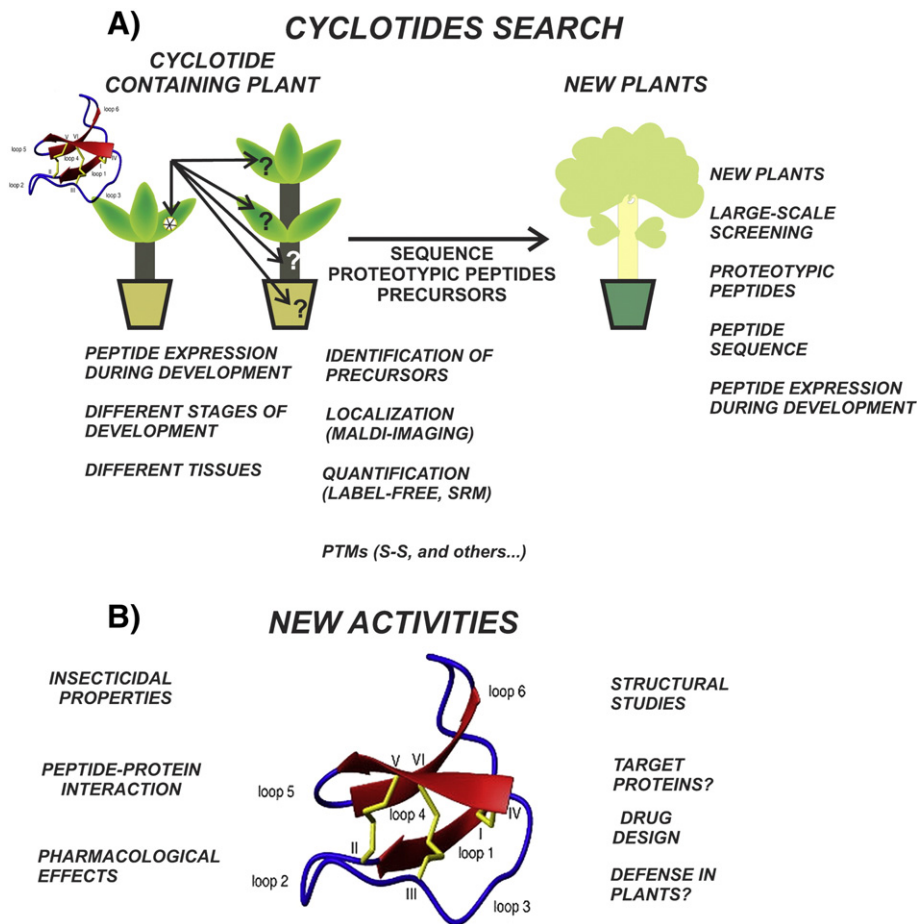 A)
CYCLOTIDES SEARCH
CYCLOTIDE
CONTAINING PLANT
NEW PLANTS
loop 6
V VI
loop 5
loop 4
IV
II
I
loop 1
loop 2
III
loop 3
?
?
?
?
SEQUENCE
PROTEOTYPIC PEPTIDES
PRECURSORS
NEW PLANTS
LARGE-SCALE
SCREENING
PROTEOTYPIC
PEPTIDES
PEPTIDE
SEQUENCE
PEPTIDE EXPRESSION
DURING DEVELOPMENT
PEPTIDE EXPRESSION
DURING DEVELOPMENT
DIFFERENT STAGES OF
DEVELOPMENT
DIFFERENT TISSUES
IDENTIFICATION OF
PRECURSORS
LOCALIZATION
(MALDI-IMAGING)
QUANTIFICATION
(LABEL-FREE, SRM)
PTMs (S-S, and others...)
B)
NEW ACTIVITIES
INSECTICIDAL
PROPERTIES
PEPTIDE-PROTEIN
INTERACTION
PHARMACOLOGICAL
EFFECTS
loop 6
V VI
loop 5
loop 4
IV
I
II
loop 1
loop 2
III
loop 3
STRUCTURAL
STUDIES
TARGET
PROTEINS?
DRUG
DESIGN
DEFENSE IN
PLANTS?